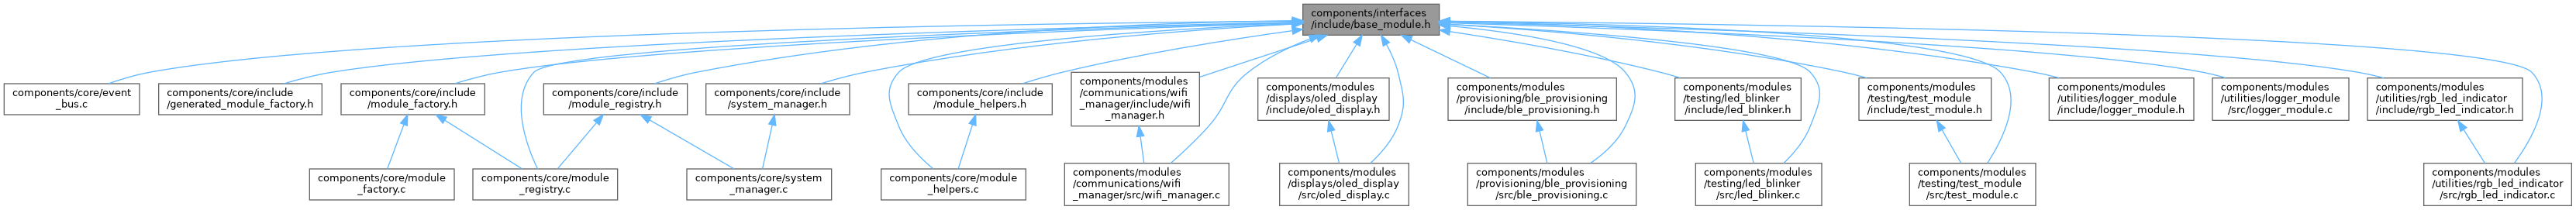 components/interfaces
/include/base_module.h
components/core/event
_bus.c
components/core/include
/generated_module_factory.h
components/core/include
/module_factory.h
components/core/include
/module_registry.h
components/core/include
/system_manager.h
components/core/include
/module_helpers.h
components/modules
/communications/wifi
_manager/include/wifi
_manager.h
components/modules
/displays/oled_display
/include/oled_display.h
components/modules
/provisioning/ble_provisioning
/include/ble_provisioning.h
components/modules
/testing/led_blinker
/include/led_blinker.h
components/modules
/testing/test_module
/include/test_module.h
components/modules
/utilities/logger_module
/include/logger_module.h
components/modules
/utilities/logger_module
/src/logger_module.c
components/modules
/utilities/rgb_led_indicator
/include/rgb_led_indicator.h
components/core/module
_factory.c
components/core/module
_registry.c
components/core/system
_manager.c
components/core/module
_helpers.c
components/modules
/communications/wifi
_manager/src/wifi_manager.c
components/modules
/displays/oled_display
/src/oled_display.c
components/modules
/provisioning/ble_provisioning
/src/ble_provisioning.c
components/modules
/testing/led_blinker
/src/led_blinker.c
components/modules
/testing/test_module
/src/test_module.c
components/modules
/utilities/rgb_led_indicator
/src/rgb_led_indicator.c